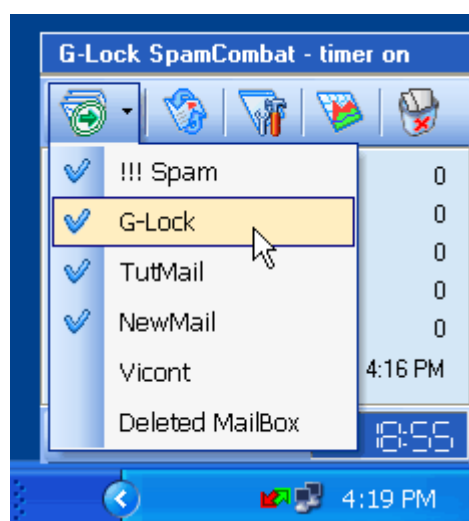 G-Lock SpamCombat - timer on
!!! Spam 0
G-Lock 0
TutMail 0
0
NewMail 0
Vicont 4:16 PM
Deleted MailBox 18:55
4:19 PM